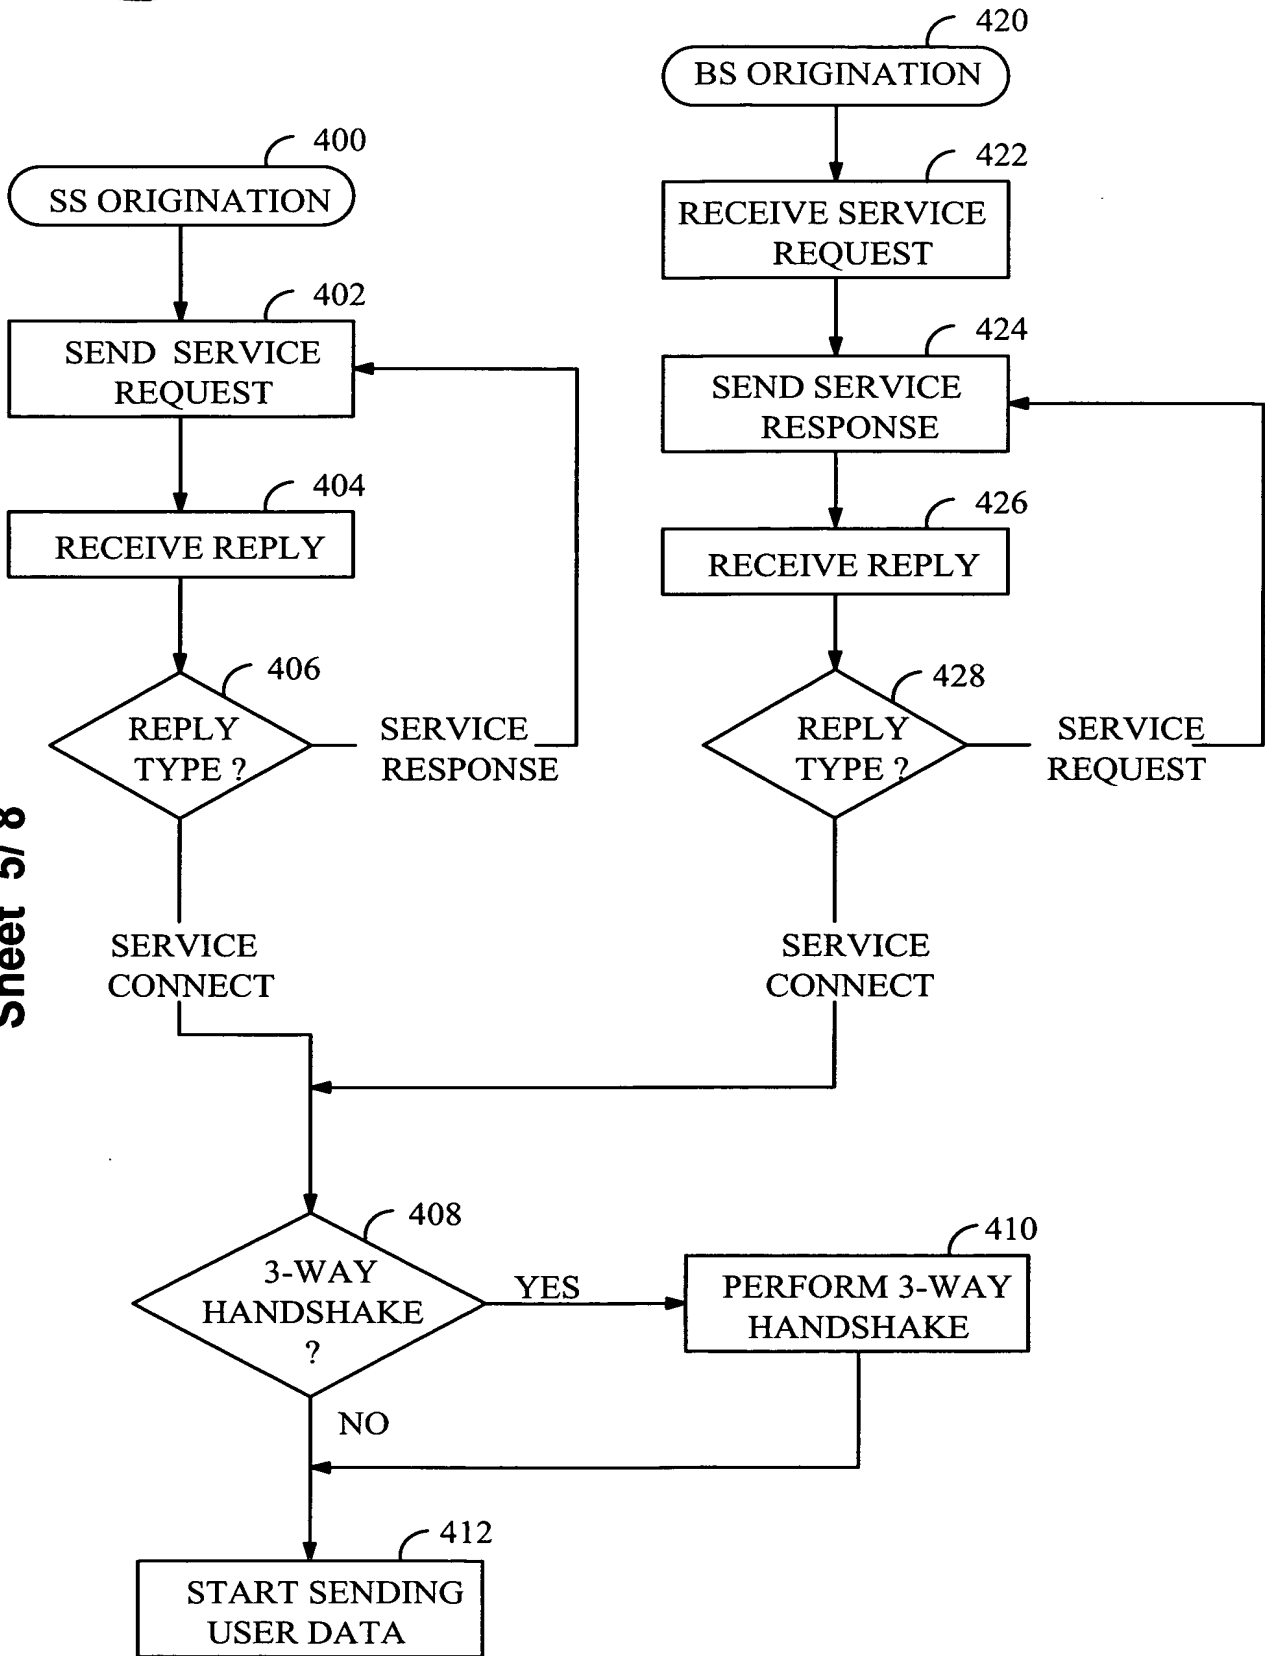 420
BS ORIGINATION
400
SS ORIGINATION
422
RECEIVE SERVICE
REQUEST
402
SEND SERVICE
REQUEST
424
SEND SERVICE
RESPONSE
404
RECEIVE REPLY
426
RECEIVE REPLY
406
REPLY
TYPE ?
SERVICE
RESPONSE
428
REPLY
TYPE ?
SERVICE
REQUEST
Sheet 5/8
SERVICE
CONNECT
SERVICE
CONNECT
408
3-WAY
HANDSHAKE
?
YES
410
PERFORM 3-WAY
HANDSHAKE
NO
412
START SENDING
USER DATA